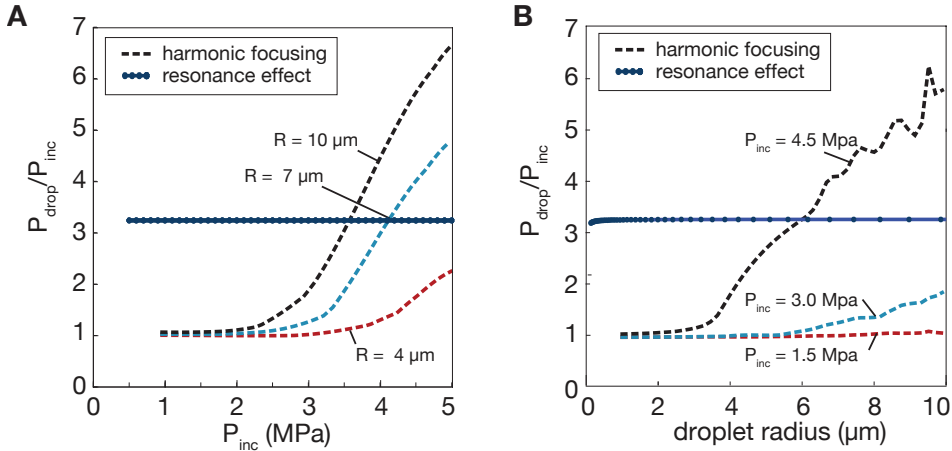 A
7
6
5
4
3
2
1
0
P_drop/P_inc
harmonic focusing
resonance effect
R = 10 µm
R = 7 µm
R = 4 µm
0 1 2 3 4 5
P_inc (MPa)
B
7
6
5
4
3
2
1
0
P_drop/P_inc
harmonic focusing
resonance effect
P_inc = 4.5 Mpa
P_inc = 3.0 Mpa
P_inc = 1.5 Mpa
0 2 4 6 8 10
droplet radius (µm)